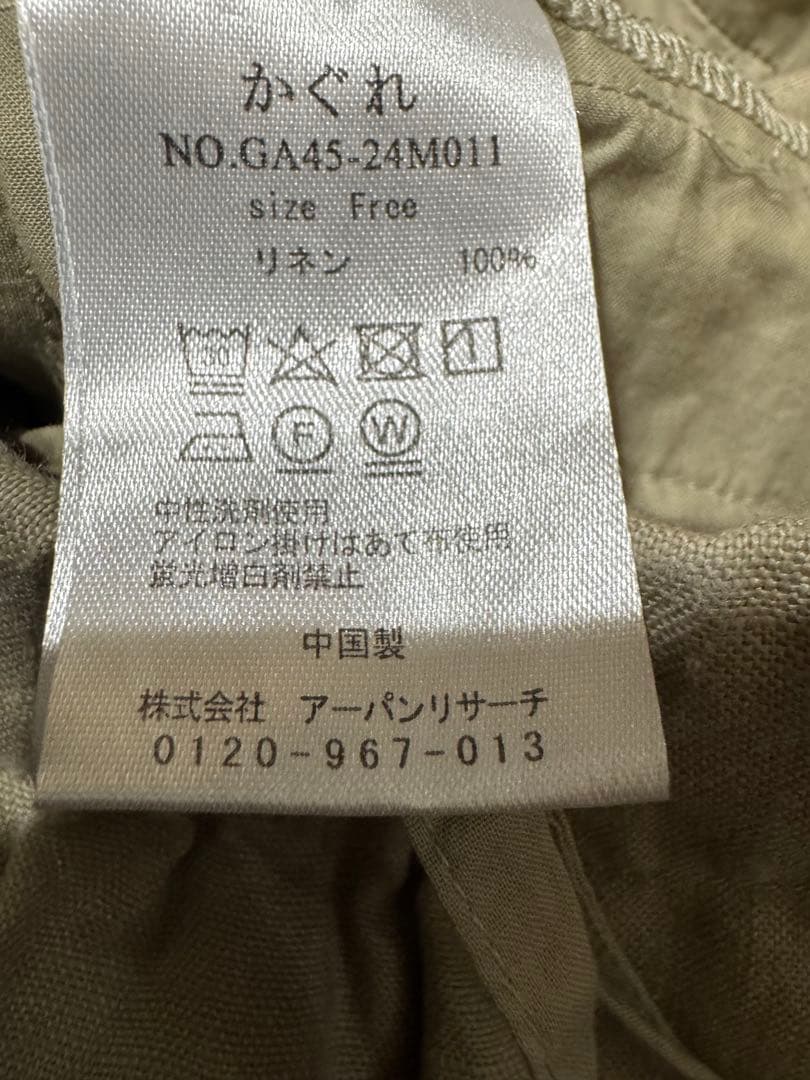 かぐれ
NO.GA45-24M011
size Free
リネン 100%
30
F W
中性洗剤使用
アイロン掛けはあて布使用
蛍光増白剤禁止
中国製
株式会社 アーバンリサーチ
0120-967-013